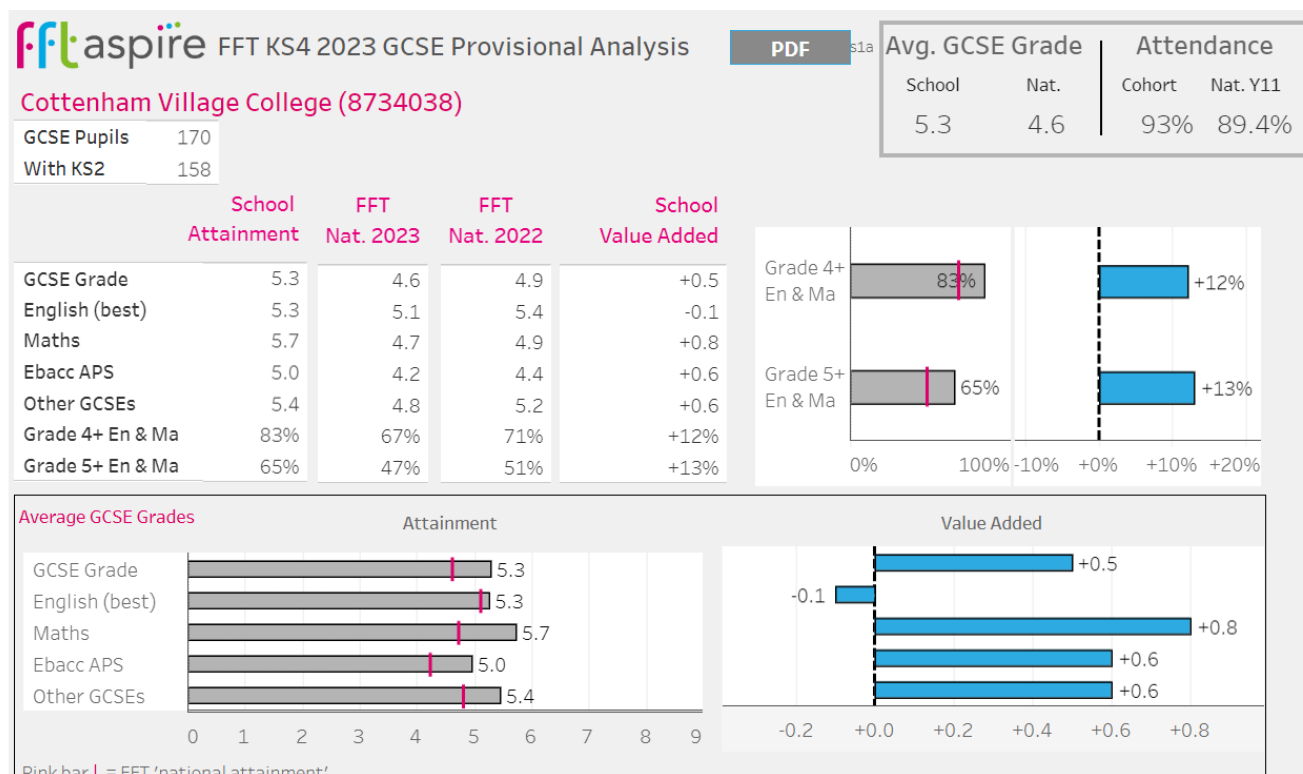 fft aspire FFT KS4 2023 GCSE Provisional Analysis PDF s1a
Avg. GCSE Grade Attendance
School Nat. Cohort Nat. Y11
5.3 4.6 93% 89.4%
Cottenham Village College (8734038)
GCSE Pupils 170
With KS2 158
School Attainment FFT Nat. 2023 FFT Nat. 2022 School Value Added
GCSE Grade 5.3 4.6 4.9 +0.5
English (best) 5.3 5.1 5.4 -0.1
Maths 5.7 4.7 4.9 +0.8
Ebacc APS 5.0 4.2 4.4 +0.6
Other GCSEs 5.4 4.8 5.2 +0.6
Grade 4+ En & Ma 83% 67% 71% +12%
Grade 5+ En & Ma 65% 47% 51% +13%
Grade 4+ En & Ma 83% +12%
Grade 5+ En & Ma 65% +13%
0% 100% -10% +0% +10% +20%
Average GCSE Grades Attainment Value Added
GCSE Grade 5.3 +0.5
English (best) 5.3 -0.1
Maths 5.7 +0.8
Ebacc APS 5.0 +0.6
Other GCSEs 5.4 +0.6
0 1 2 3 4 5 6 7 8 9 -0.2 +0.0 +0.2 +0.4 +0.6 +0.8
Pink bar | = FFT 'national attainment'